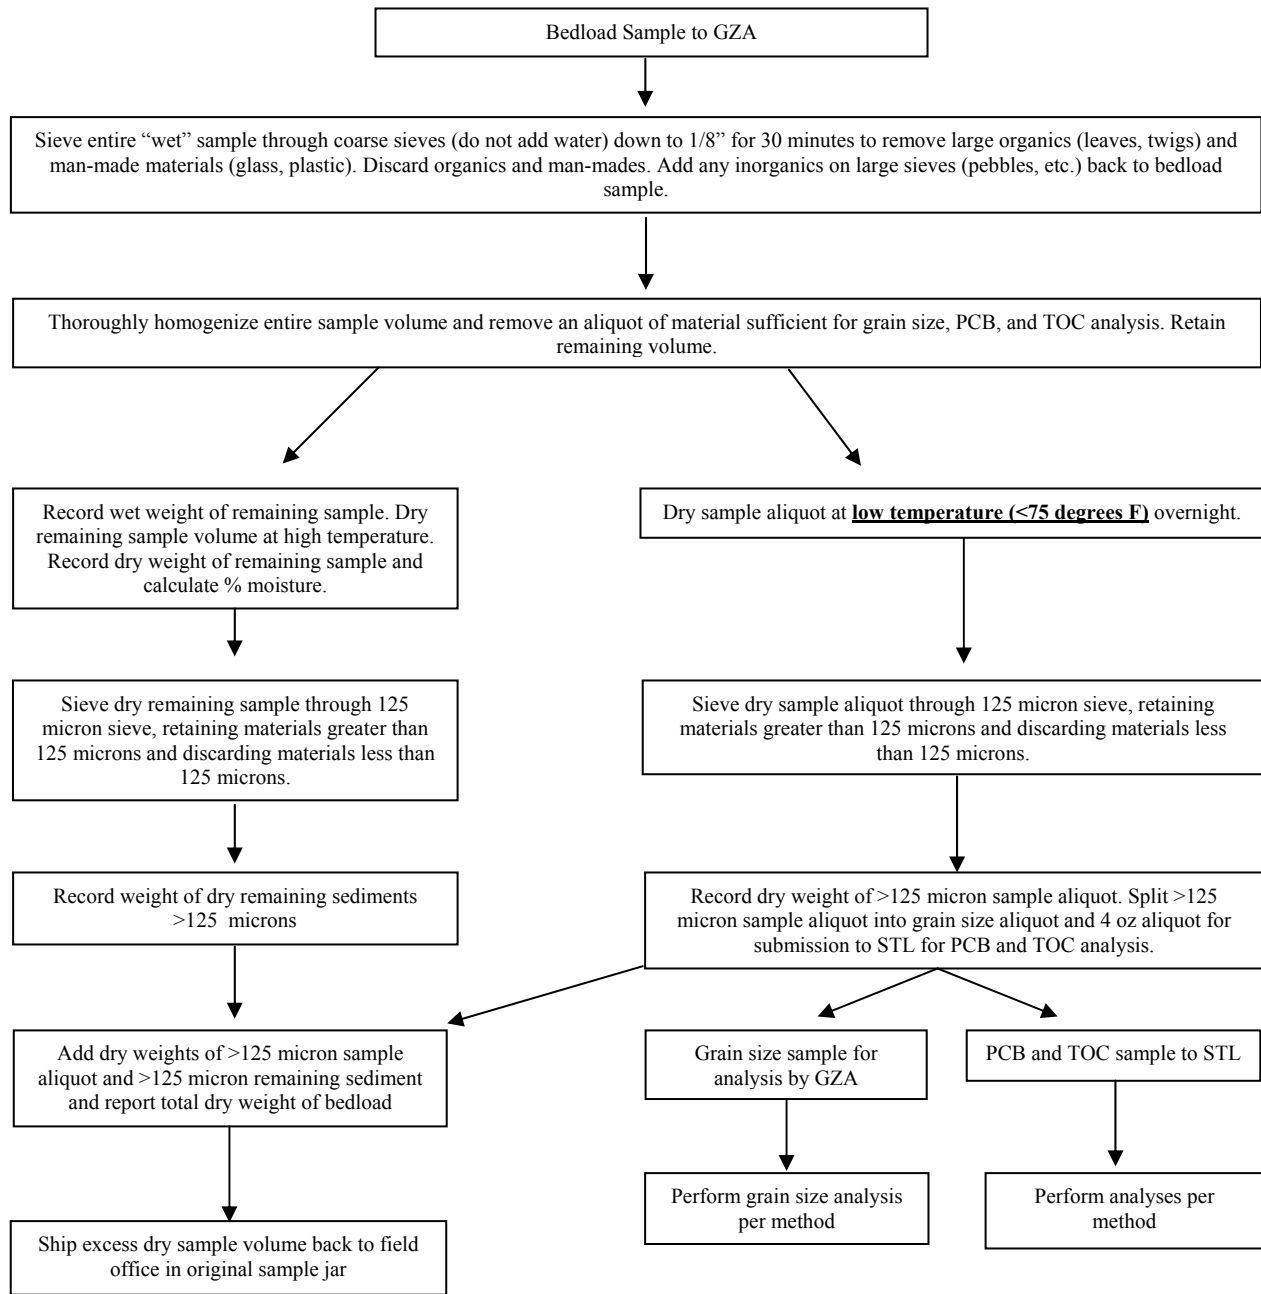 Bedload Sample to GZA
Sieve entire “wet” sample through coarse sieves (do not add water) down to 1/8” for 30 minutes to remove large organics (leaves, twigs) and
man-made materials (glass, plastic). Discard organics and man-mades. Add any inorganics on large sieves (pebbles, etc.) back to bedload
sample.
Thoroughly homogenize entire sample volume and remove an aliquot of material sufficient for grain size, PCB, and TOC analysis. Retain
remaining volume.
Record wet weight of remaining sample. Dry
remaining sample volume at high temperature.
Record dry weight of remaining sample and
calculate % moisture.
Dry sample aliquot at low temperature (<75 degrees F) overnight.
Sieve dry remaining sample through 125
micron sieve, retaining materials greater than
125 microns and discarding materials less than
125 microns.
Sieve dry sample aliquot through 125 micron sieve, retaining
materials greater than 125 microns and discarding materials less
than 125 microns.
Record weight of dry remaining sediments
>125  microns
Record dry weight of >125 micron sample aliquot. Split >125
micron sample aliquot into grain size aliquot and 4 oz aliquot for
submission to STL for PCB and TOC analysis.
Add dry weights of >125 micron sample
aliquot and >125 micron remaining sediment
and report total dry weight of bedload
Grain size sample for
analysis by GZA
PCB and TOC sample to STL
Perform grain size analysis
per method
Perform analyses per
method
Ship excess dry sample volume back to field
office in original sample jar